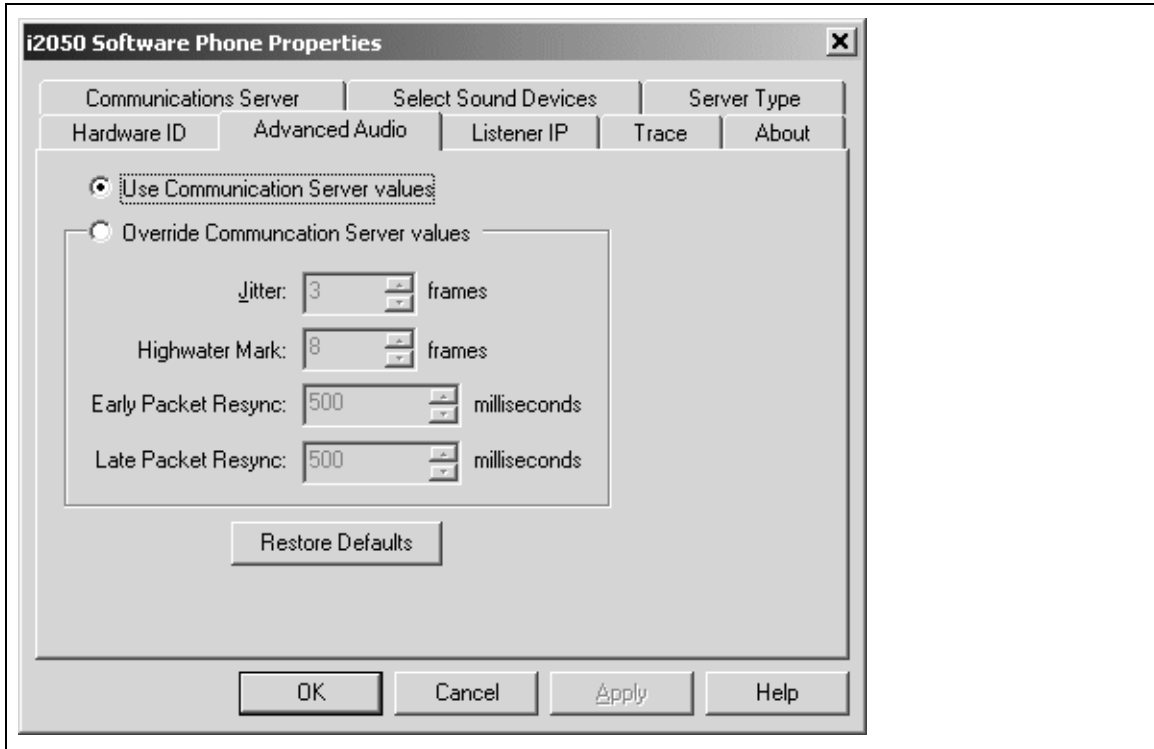 i2050 Software Phone Properties
Communications Server Select Sound Devices Server Type
Hardware ID Advanced Audio Listener IP Trace About
Use Communication Server values
Override Communcation Server values
Jitter: 3 frames
Highwater Mark: 8 frames
Early Packet Resync: 500 milliseconds
Late Packet Resync: 500 milliseconds
Restore Defaults
OK Cancel Apply Help